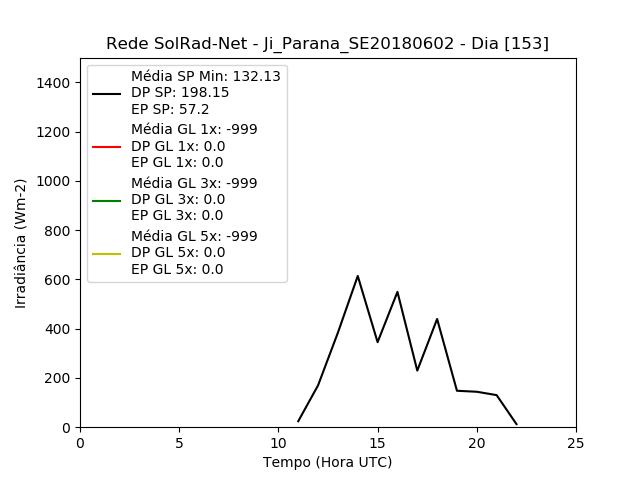 Rede SolRad-Net - Ji_Parana_SE20180602 - Dia [153]
Média SP Min: 132.13
DP SP: 198.15
EP SP: 57.2
Média GL 1x: -999
DP GL 1x: 0.0
EP GL 1x: 0.0
Média GL 3x: -999
DP GL 3x: 0.0
EP GL 3x: 0.0
Média GL 5x: -999
DP GL 5x: 0.0
EP GL 5x: 0.0
Irradiância (Wm-2)
1400
1200
1000
800
600
400
200
0
0 5 10 15 20 25
Tempo (Hora UTC)